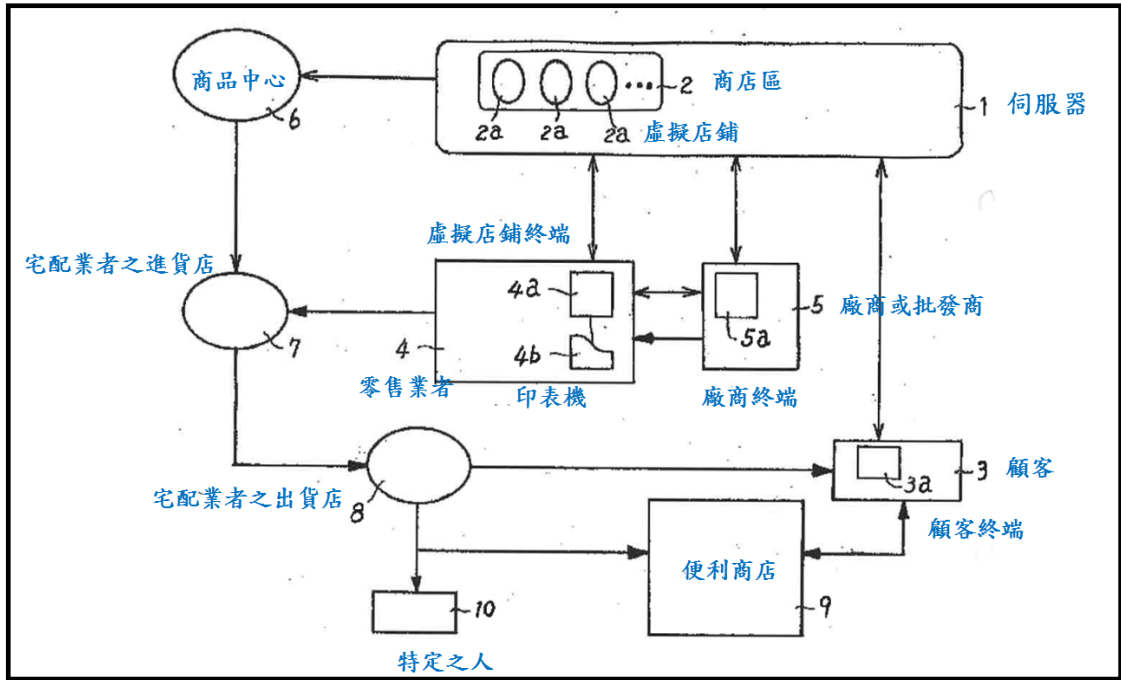 商品中心
6
2a
2a
2a
2
商店區
虛擬店鋪
1
伺服器
虛擬店鋪終端
宅配業者之進貨店
7
4a
4b
4
零售業者
印表機
5a
5
廠商或批發商
廠商終端
宅配業者之出貨店
8
3a
3
顧客
顧客終端
便利商店
9
10
特定之人